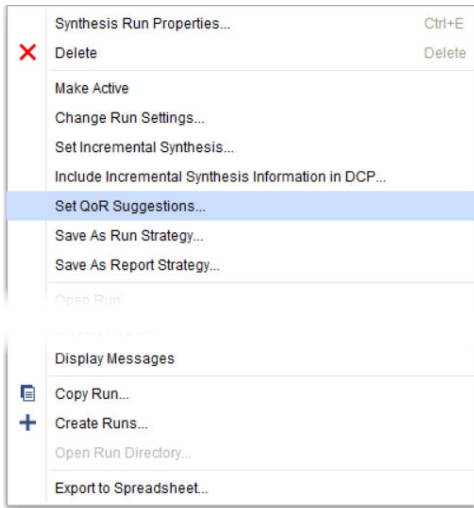 Synthesis Run Properties... Ctrl+E
Delete Delete
Make Active
Change Run Settings...
Set Incremental Synthesis...
Include Incremental Synthesis Information in DCP...
Set QoR Suggestions...
Save As Run Strategy...
Save As Report Strategy...
Open Run
Display Messages
Copy Run...
Create Runs...
Open Run Directory...
Export to Spreadsheet...